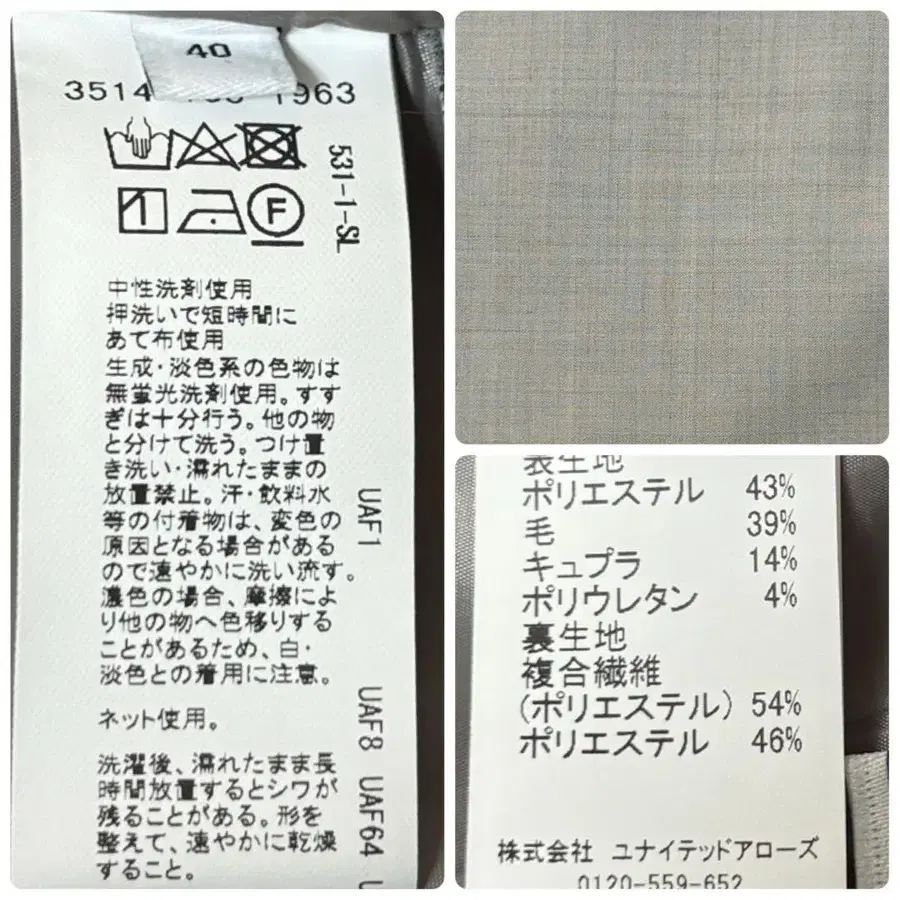 40
3514 1963
531-1-SL
1
F
中性洗剤使用
押洗いで短時間に
あて布使用
生成・淡色系の色物は
無蛍光洗剤使用。すす
ぎは十分行う。他の物
と分けて洗う。つけ置
き洗い・濡れたままの
放置禁止。汗・飲料水
等の付着物は、変色の
原因となる場合がある
ので速やかに洗い流す。
濃色の場合、摩擦によ
り他の物へ色移りする
ことがあるため、白・
淡色との着用に注意。
ネット使用。
洗濯後、濡れたまま長
時間放置するとシワが
残ることがある。形を
整えて、速やかに乾燥
すること。
UAF1
UAF8
UAF64
表生地
ポリエステル 43%
毛 39%
キュプラ 14%
ポリウレタン 4%
裏生地
複合繊維
(ポリエステル) 54%
ポリエステル 46%
株式会社 ユナイテッドアローズ
0120-559-652